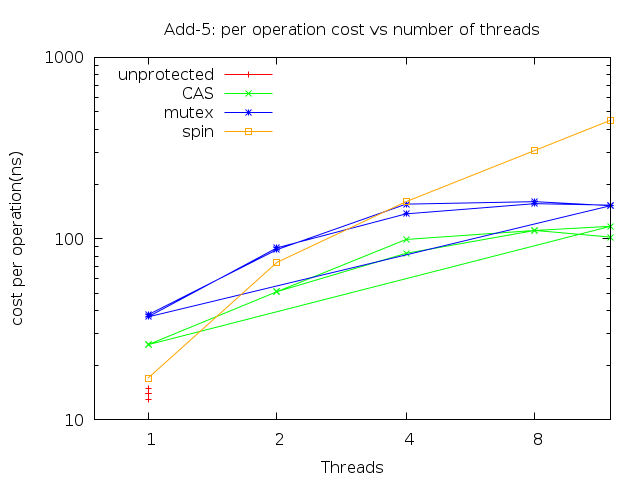 Add-5: per operation cost vs number of threads
1000
unprotected
CAS
mutex
spin
cost per operation(ns)
100
10
1
2
4
8
Threads